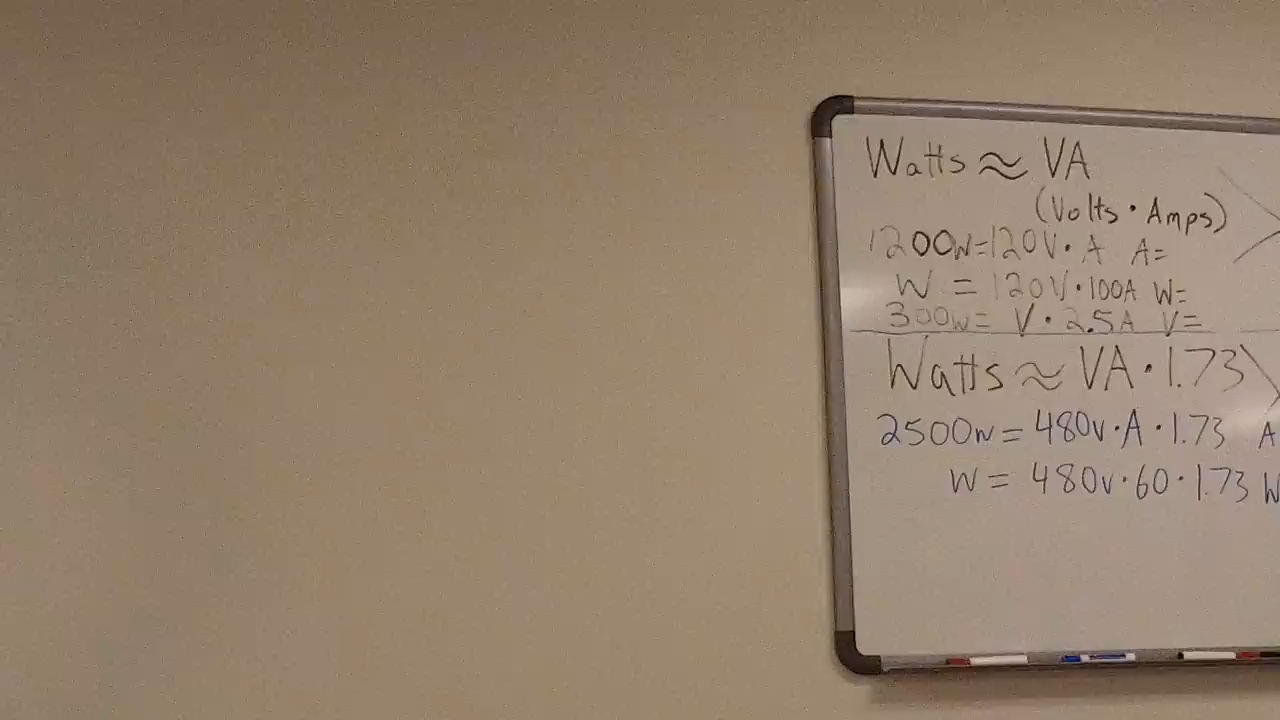 Watts ≈ VA
(Volts · Amps)
1200w=120V · A A=
W = 120V·100A W=
300w= V · 2.5A V=
Watts ≈ VA · 1.73
2500w = 480v·A·1.73 A
W = 480v·60·1.73 W